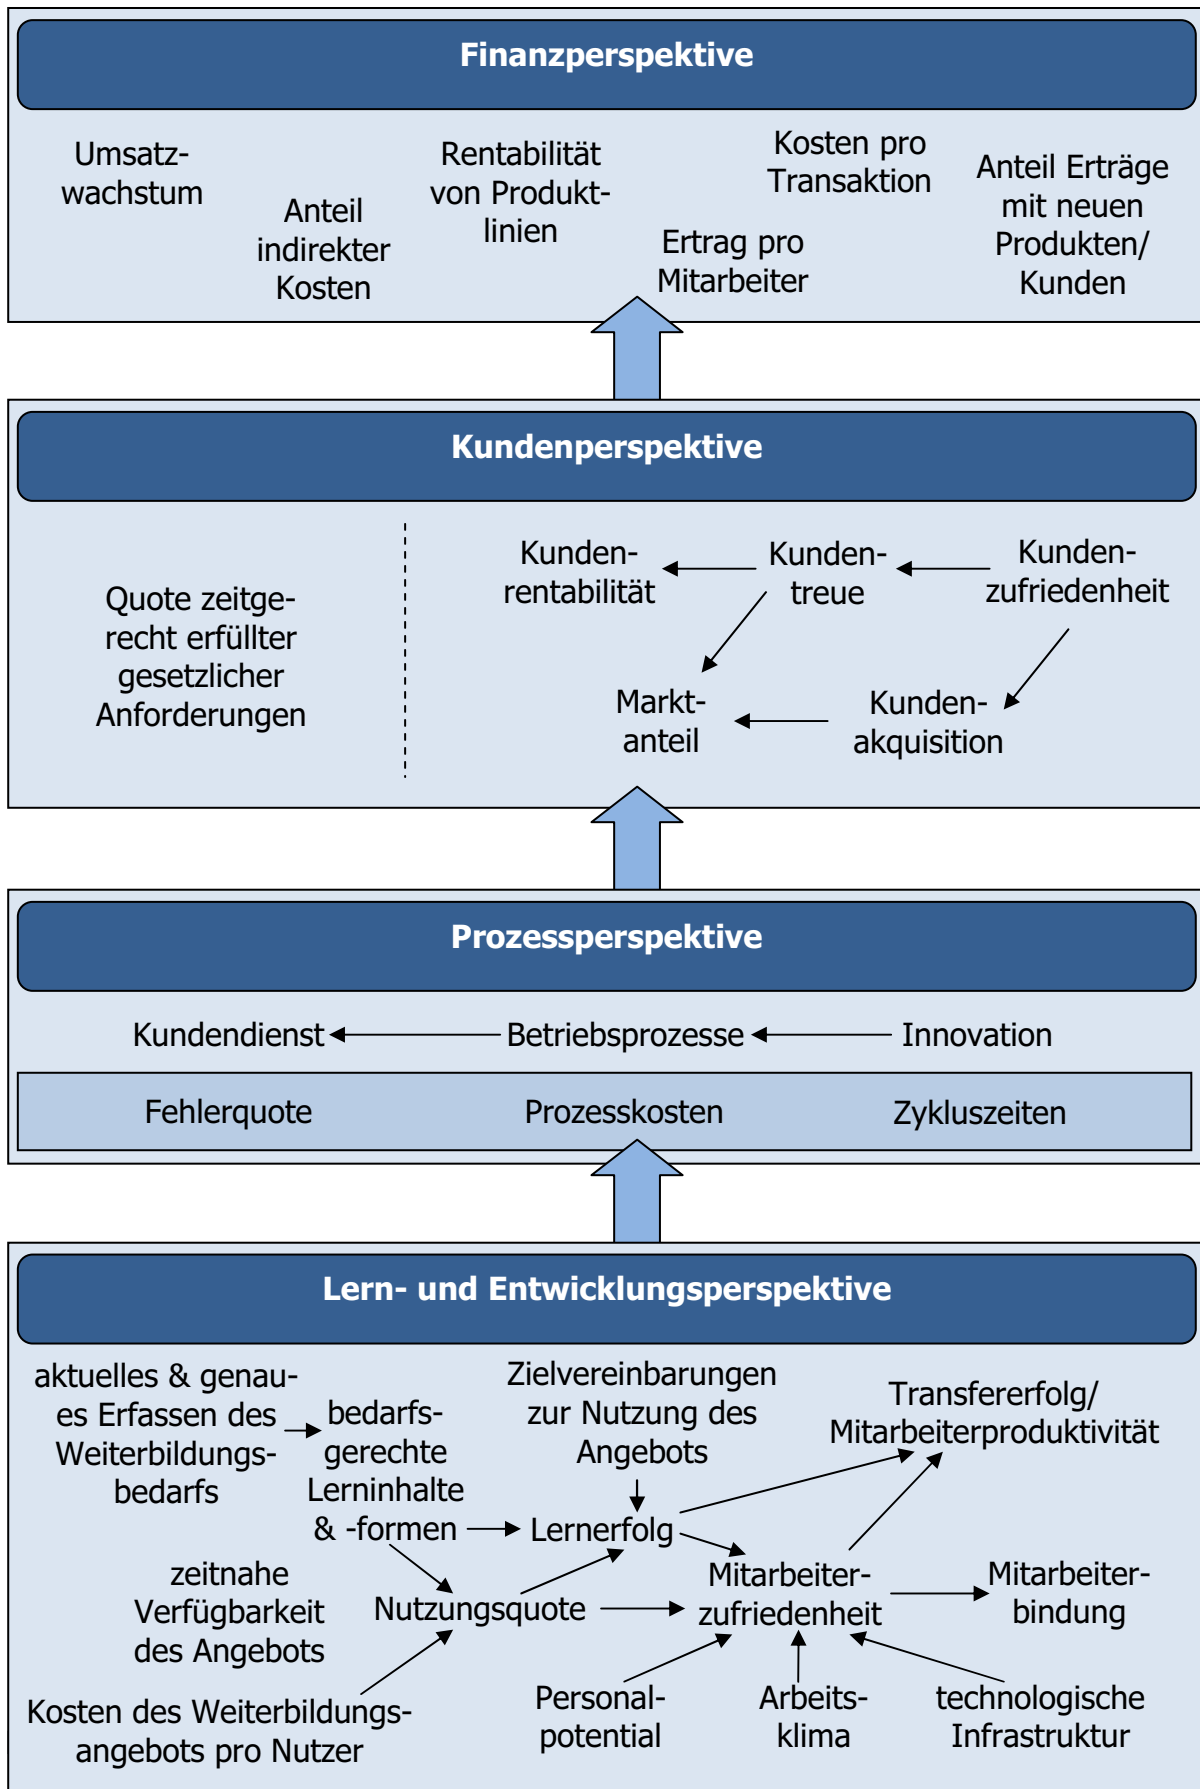 Finanzperspektive
Umsatz-
wachstum
Anteil
indirekter
Kosten
Rentabilität
von Produkt-
linien
Ertrag pro
Mitarbeiter
Kosten pro
Transaktion
Anteil Erträge
mit neuen
Produkten/
Kunden
Kundenperspektive
Quote zeitge-
recht erfüllter
gesetzlicher
Anforderungen
Kunden-
rentabilität
Kunden-
treue
Kunden-
zufriedenheit
Markt-
anteil
Kunden-
akquisition
Prozessperspektive
Kundendienst
Betriebsprozesse
Innovation
Fehlerquote
Prozesskosten
Zykluszeiten
Lern- und Entwicklungsperspektive
aktuelles & genau-
es Erfassen des
Weiterbildungs-
bedarfs
bedarfs-
gerechte
Lerninhalte
& -formen
Zielvereinbarungen
zur Nutzung des
Angebots
Transfererfolg/
Mitarbeiterproduktivität
Lernerfolg
zeitnahe
Verfügbarkeit
des Angebots
Nutzungsquote
Mitarbeiter-
zufriedenheit
Mitarbeiter-
bindung
Kosten des Weiterbildungs-
angebots pro Nutzer
Personal-
potential
Arbeits-
klima
technologische
Infrastruktur